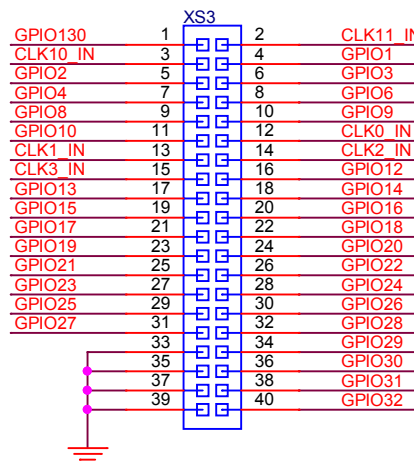 XS3
GPIO130 1 2 CLK11_IN
CLK10_IN 3 4 GPIO1
GPIO2 5 6 GPIO3
GPIO4 7 8 GPIO6
GPIO8 9 10 GPIO9
GPIO10 11 12 CLK0_IN
CLK1_IN 13 14 CLK2_IN
CLK3_IN 15 16 GPIO12
GPIO13 17 18 GPIO14
GPIO15 19 20 GPIO16
GPIO17 21 22 GPIO18
GPIO19 23 24 GPIO20
GPIO21 25 26 GPIO22
GPIO23 27 28 GPIO24
GPIO25 29 30 GPIO26
GPIO27 31 32 GPIO28
33 34 GPIO29
35 36 GPIO30
37 38 GPIO31
39 40 GPIO32